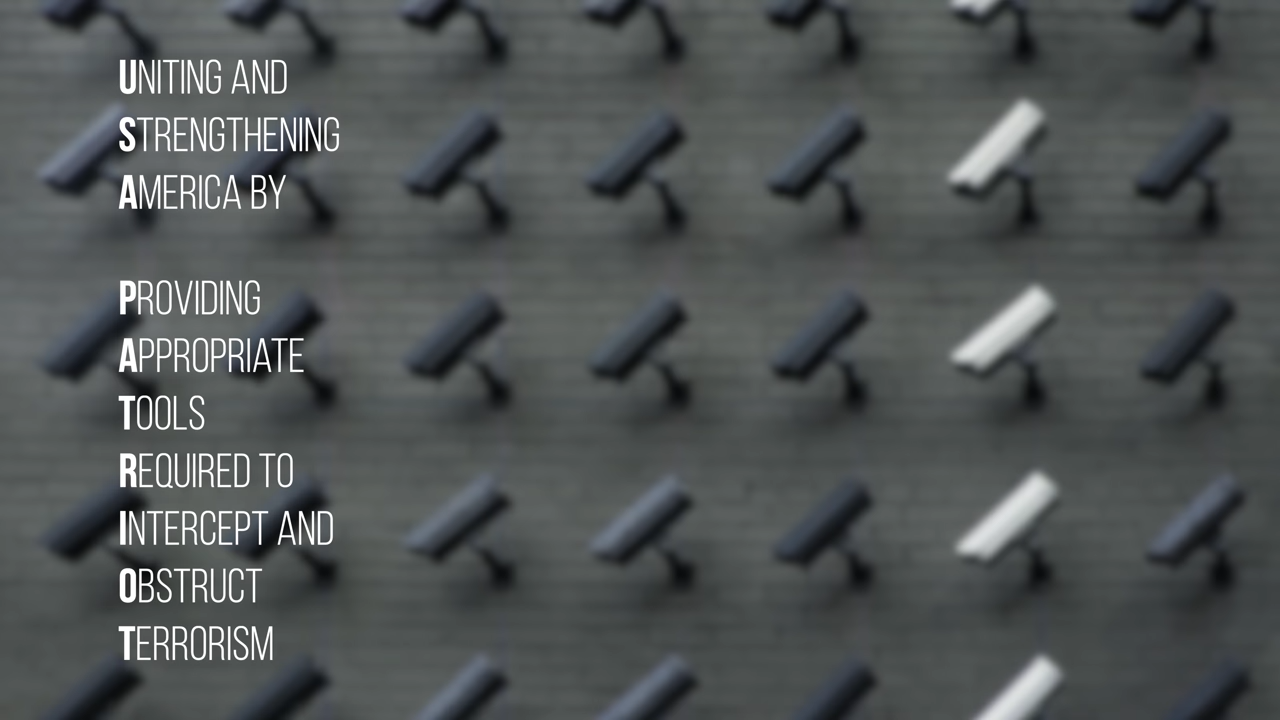 UNITING AND
STRENGTHENING
AMERICA BY
PROVIDING
APPROPRIATE
TOOLS
REQUIRED TO
INTERCEPT AND
OBSTRUCT
TERRORISM